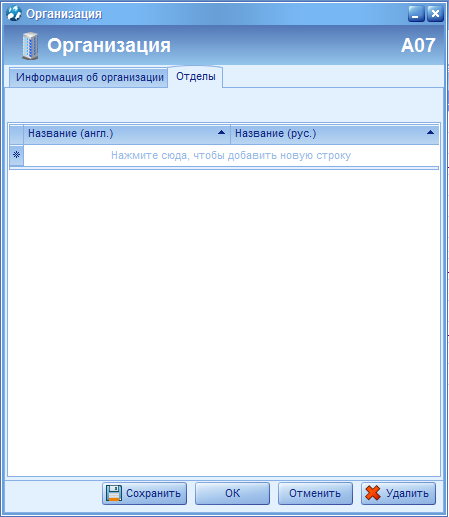 Организация
Организация A07
Информация об организации Отделы
Название (англ.) Название (рус.)
Нажмите сюда, чтобы добавить новую строку
Сохранить ОК Отменить Удалить